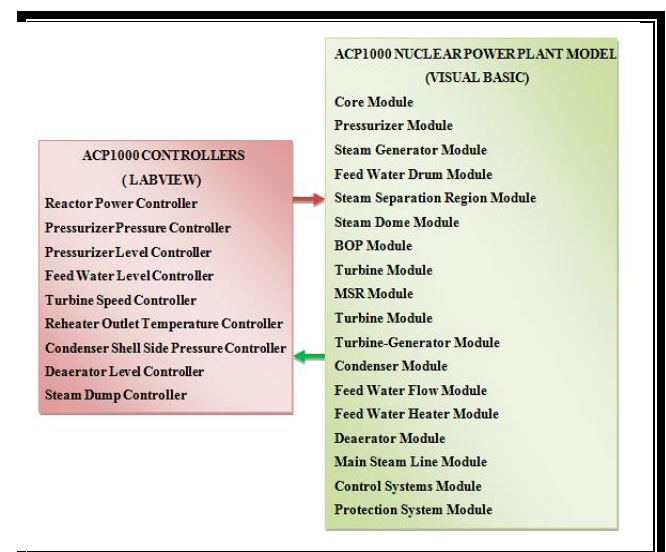 ACP1000 CONTROLLERS
( LABVIEW)
Reactor Power Controller
Pressurizer Pressure Controller
Pressurizer Level Controller
Feed Water Level Controller
Turbine Speed Controller
Reheater Outlet Temperature Controller
Condenser Shell Side Pressure Controller
Deaerator Level Controller
Steam Dump Controller
ACP1000 NUCLEAR POWER PLANT MODEL
(VISUAL BASIC)
Core Module
Pressurizer Module
Steam Generator Module
Feed Water Drum Module
Steam Separation Region Module
Steam Dome Module
BOP Module
Turbine Module
MSR Module
Turbine Module
Turbine-Generator Module
Condenser Module
Feed Water Flow Module
Feed Water Heater Module
Deaerator Module
Main Steam Line Module
Control Systems Module
Protection System Module